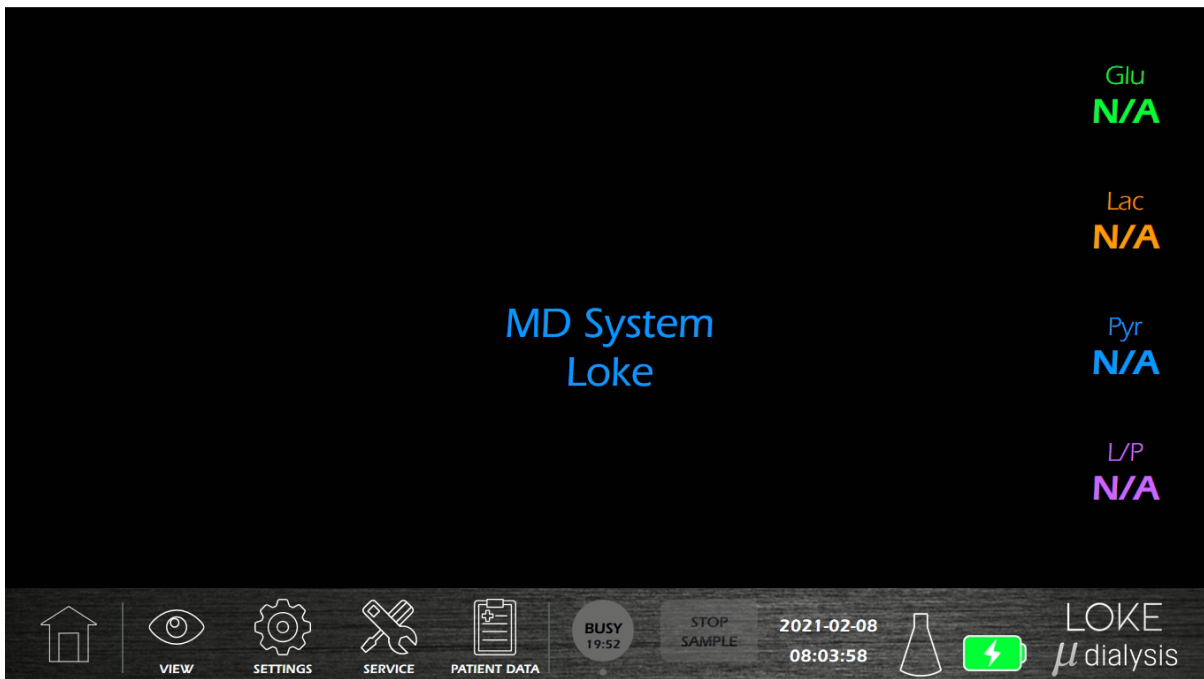 Glu
N/A
Lac
N/A
MD System
Loke
Pyr
N/A
L/P
N/A
VIEW
SETTINGS
SERVICE
PATIENT DATA
BUSY
19:52
STOP
SAMPLE
2021-02-08
08:03:58
LOKE
μ dialysis